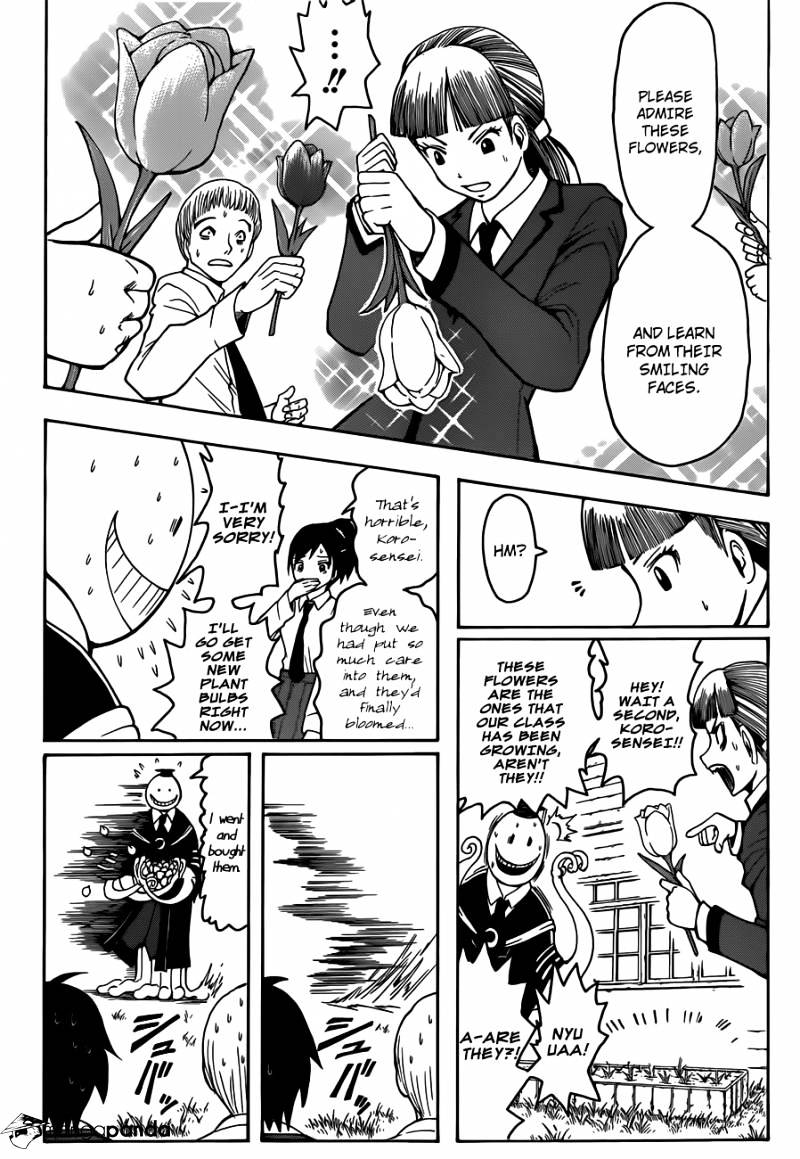 PLEASE
ADMIRE
THESE
FLOWERS,
AND LEARN
FROM THEIR
SMILING
FACES.
...!!
HM?
HEY!
WAIT A
SECOND,
KORO-
SENSEI!!
THESE
FLOWERS
ARE THE
ONES THAT
OUR CLASS
HAS BEEN
GROWING,
AREN'T
THEY!!
NYU
UAA!
A-ARE
THEY?!
That's
horrible,
Koro-
sensei.
Even
though we
had put so
much care
into them,
and they'd
finally
bloomed...
I-I'M
VERY
SORRY!
I'LL
GO GET
SOME
NEW
PLANT
BULBS
RIGHT
NOW...
シュバッ
I went
and
bought
them.
シュバッ
mangapanda